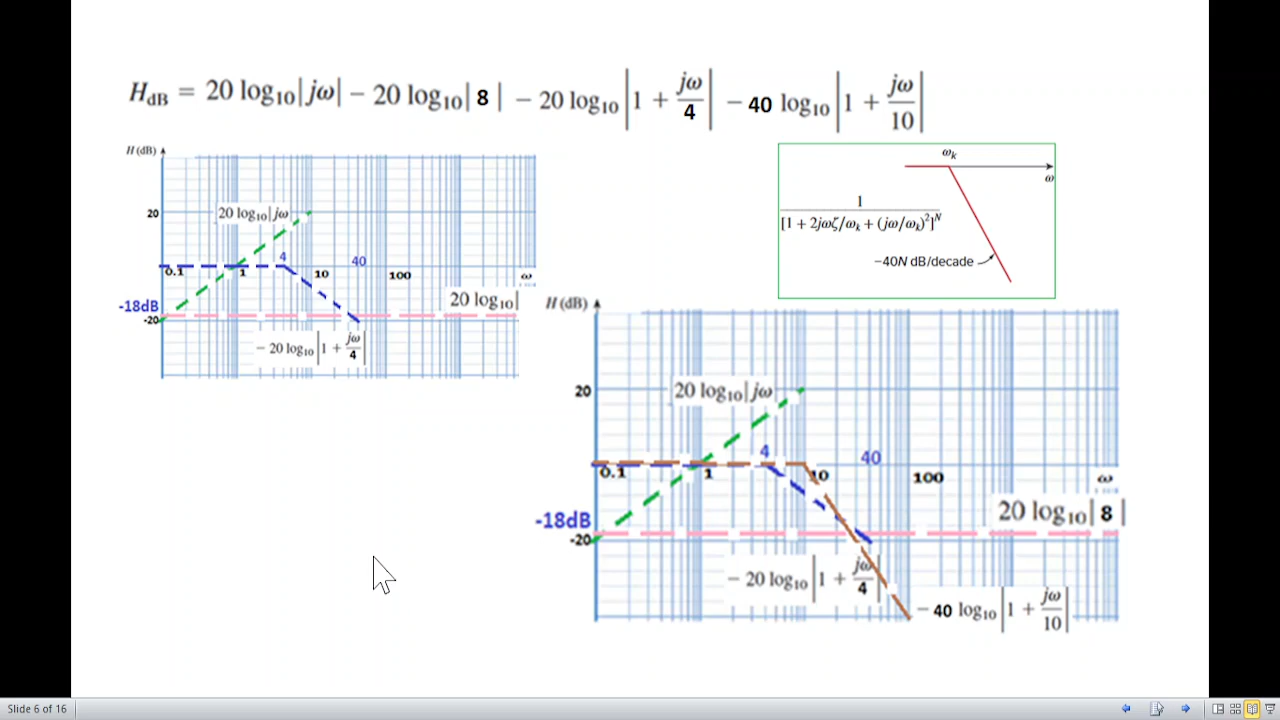 H_dB = 20 log₁₀|jω| − 20 log₁₀|8| − 20 log₁₀|1 + jω/4| − 40 log₁₀|1 + jω/10|
H (dB)
20
20 log₁₀|jω
4
40
0.1
1
10
100
ω
-18dB
-20
20 log₁₀|
− 20 log₁₀|1 + jω/4|
ωk
ω
1/[1 + 2jωζ/ωk + (jω/ωk)²]ᴺ
−40N dB/decade
H (dB)
20
20 log₁₀|jω
4
40
0.1
1
10
100
ω
-18dB
-20
20 log₁₀|8|
− 20 log₁₀|1 + jω/4|
− 40 log₁₀|1 + jω/10|
Slide 6 of 16